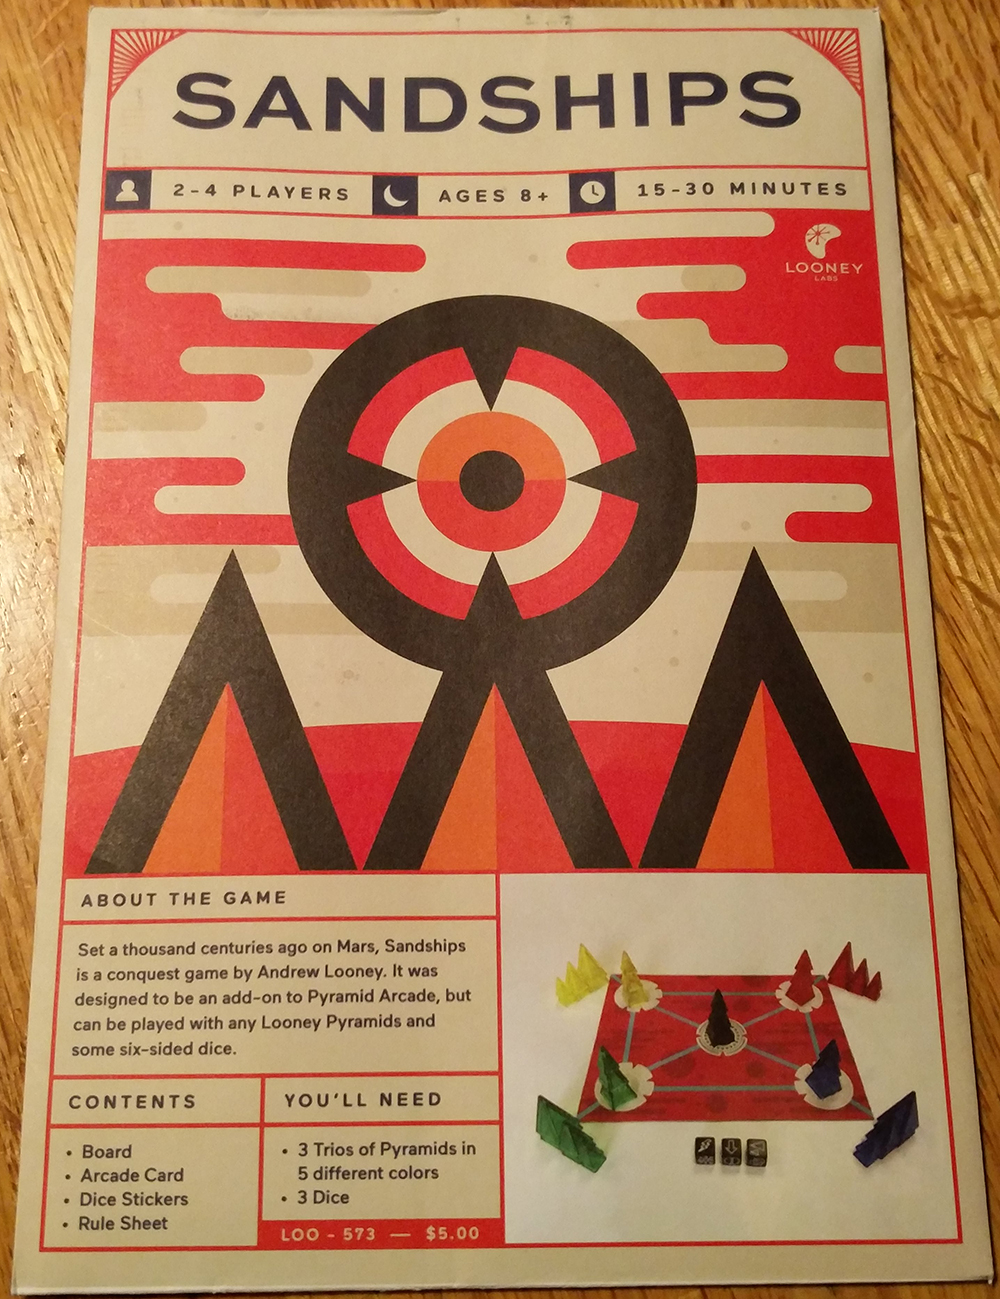 SANDSHIPS
2-4 PLAYERS
AGES 8+
15-30 MINUTES
LOONEY
LABS
ABOUT THE GAME
Set a thousand centuries ago on Mars, Sandships
is a conquest game by Andrew Looney. It was
designed to be an add-on to Pyramid Arcade, but
can be played with any Looney Pyramids and
some six-sided dice.
CONTENTS
• Board
• Arcade Card
• Dice Stickers
• Rule Sheet
YOU'LL NEED
• 3 Trios of Pyramids in
5 different colors
• 3 Dice
LOO - 573 — $5.00